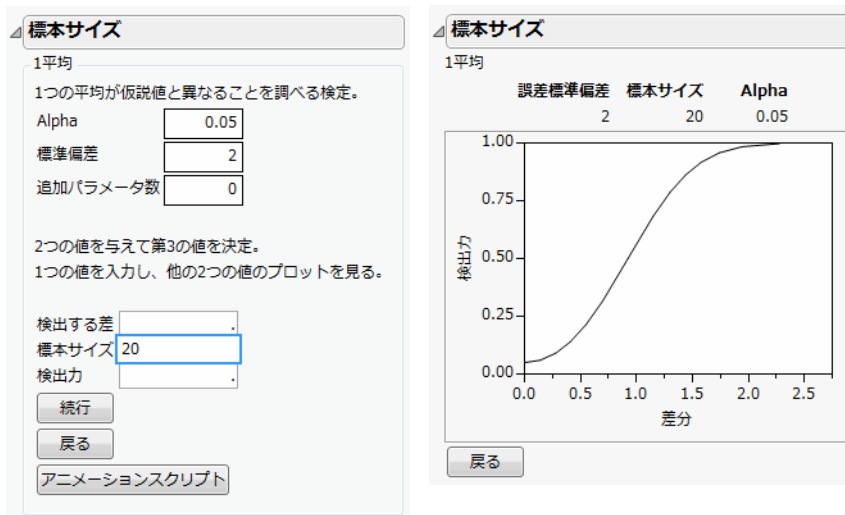 標本サイズ
1平均
1つの平均が仮説値と異なることを調べる検定。
Alpha 0.05
標準偏差 2
追加パラメータ数 0
2つの値を与えて第3の値を決定。
1つの値を入力し、他の2つの値のプロットを見る。
検出する差 .
標本サイズ 20
検出力 .
続行
戻る
アニメーションスクリプト
標本サイズ
1平均
誤差標準偏差 標本サイズ Alpha
2 20 0.05
1.00
0.75
0.50
0.25
0.00
検出力
0.0 0.5 1.0 1.5 2.0 2.5
差分
戻る